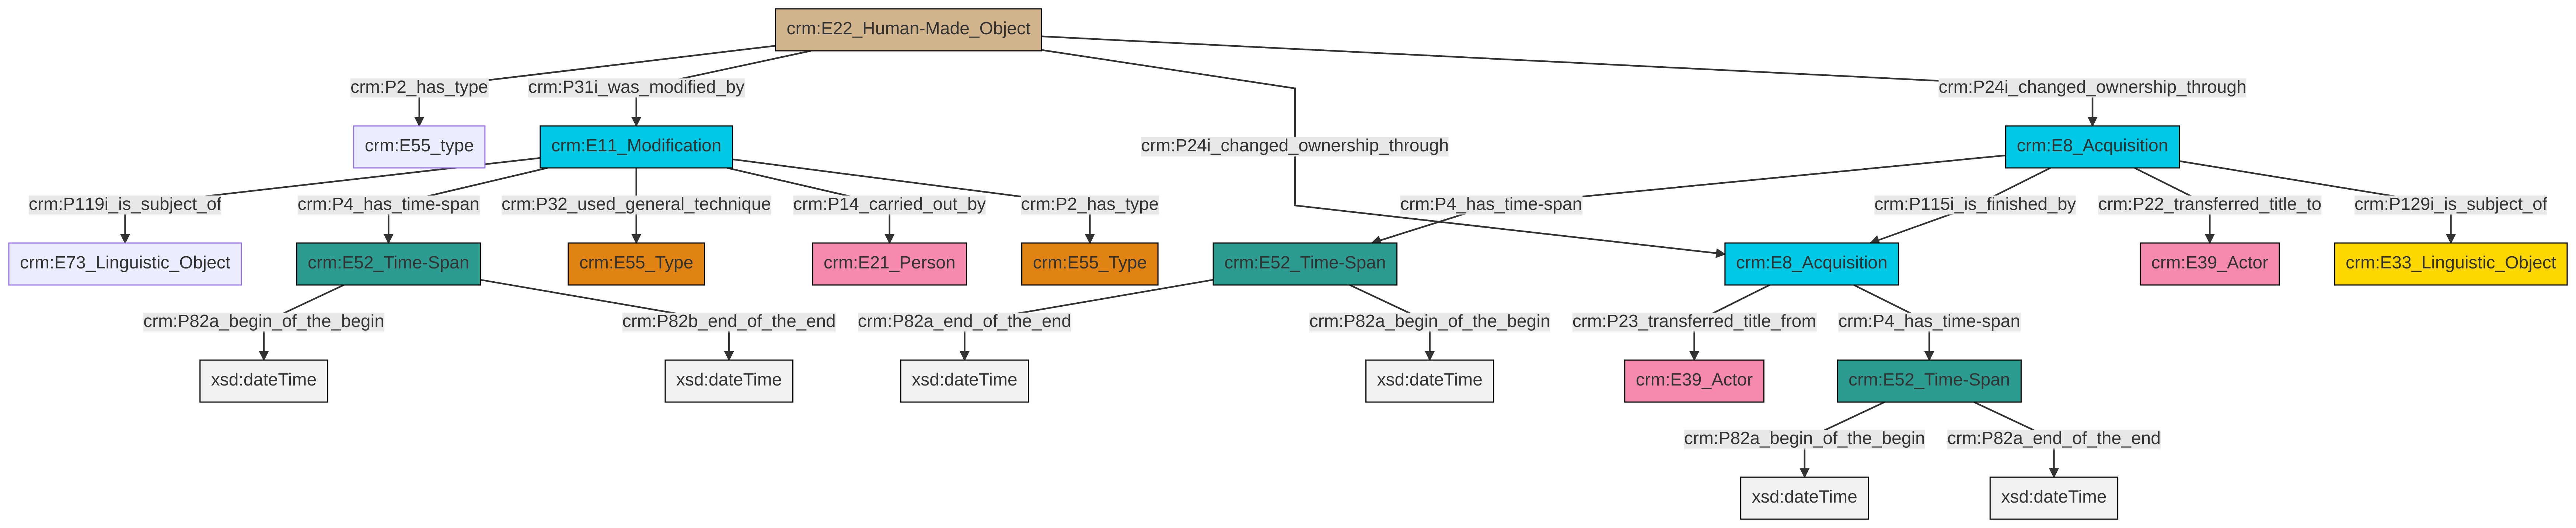 crm:E22_Human-Made_Object
crm:P2_has_type
crm:P31i_was_modified_by
crm:P24i_changed_ownership_through
crm:E55_type
crm:E11_Modification
crm:P24i_changed_ownership_through
crm:E8_Acquisition
crm:P119i_is_subject_of
crm:P4_has_time-span
crm:P32_used_general_technique
crm:P14_carried_out_by
crm:P2_has_type
crm:P4_has_time-span
crm:P115i_is_finished_by
crm:P22_transferred_title_to
crm:P129i_is_subject_of
crm:E73_Linguistic_Object
crm:E52_Time-Span
crm:E55_Type
crm:E21_Person
crm:E55_Type
crm:E52_Time-Span
crm:E8_Acquisition
crm:E39_Actor
crm:E33_Linguistic_Object
crm:P82a_begin_of_the_begin
crm:P82b_end_of_the_end
crm:P82a_end_of_the_end
crm:P82a_begin_of_the_begin
crm:P23_transferred_title_from
crm:P4_has_time-span
xsd:dateTime
xsd:dateTime
xsd:dateTime
xsd:dateTime
crm:E39_Actor
crm:E52_Time-Span
crm:P82a_begin_of_the_begin
crm:P82a_end_of_the_end
xsd:dateTime
xsd:dateTime